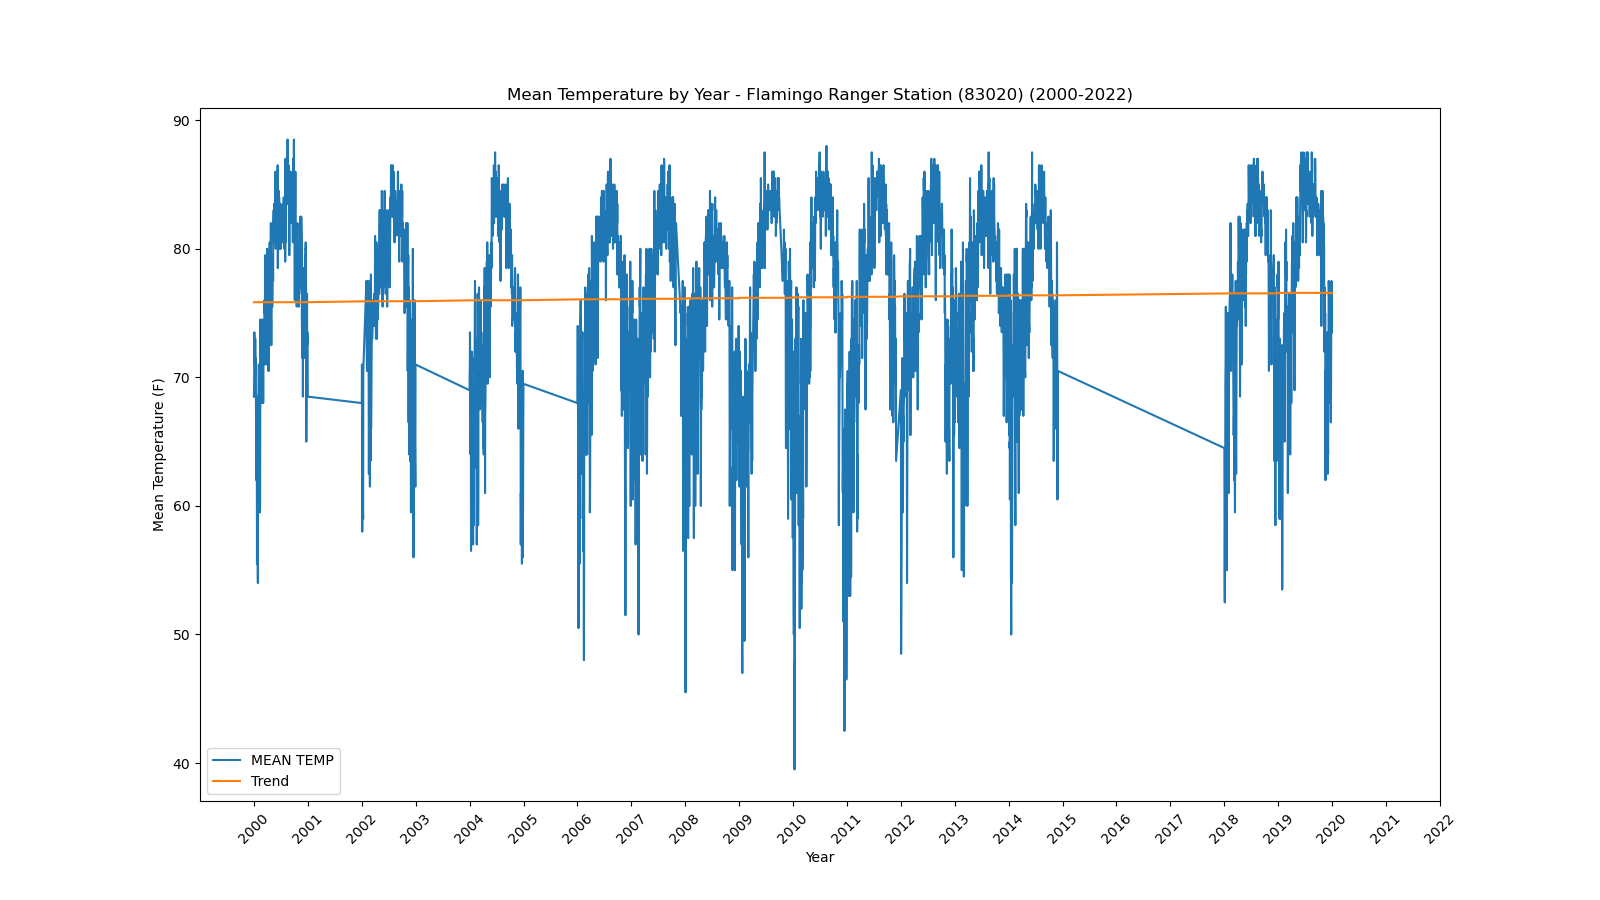 Mean Temperature by Year - Flamingo Ranger Station (83020) (2000-2022)
90
80
70
60
50
40
Mean Temperature (F)
MEAN TEMP
Trend
2000 2001 2002 2003 2004 2005 2006 2007 2008 2009 2010 2011 2012 2013 2014 2015 2016 2017 2018 2019 2020 2021 2022
Year